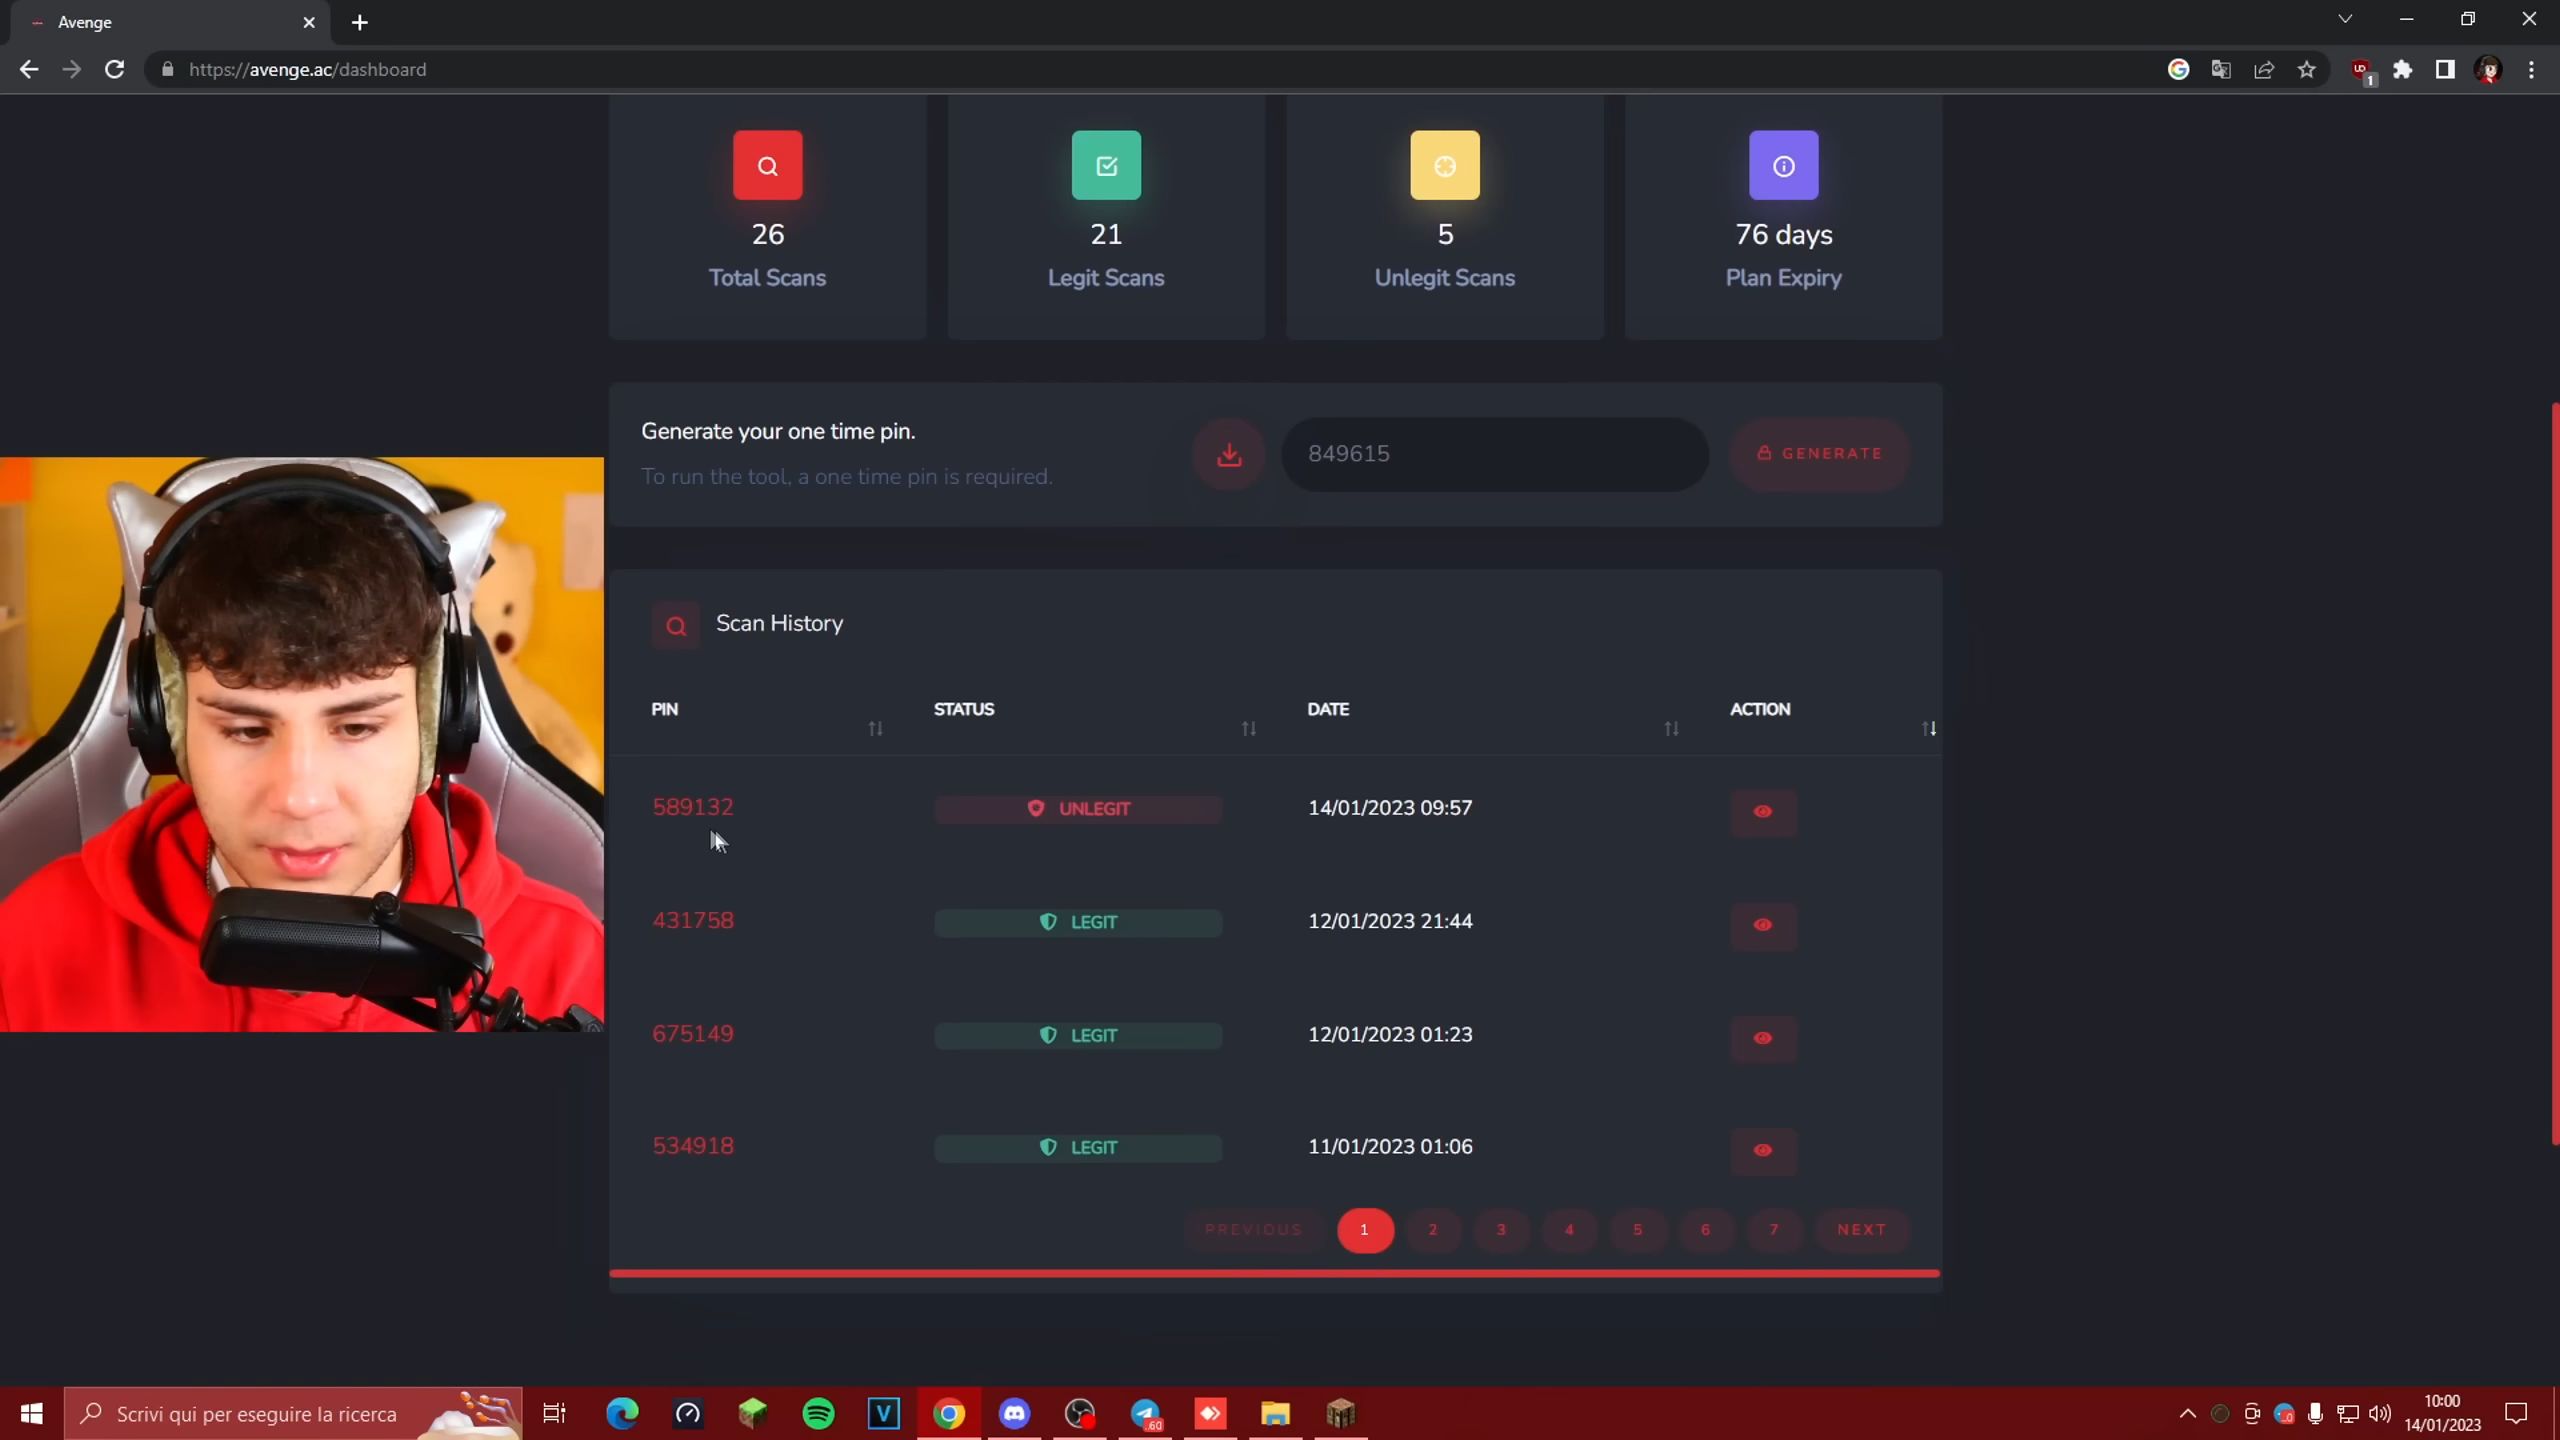 Avenge
https://avenge.ac/dashboard
1
26
Total Scans
21
Legit Scans
5
Unlegit Scans
76 days
Plan Expiry
Generate your one time pin.
To run the tool, a one time pin is required.
849615
GENERATE
Scan History
PIN STATUS DATE ACTION
589132 UNLEGIT 14/01/2023 09:57
431758 LEGIT 12/01/2023 21:44
675149 LEGIT 12/01/2023 01:23
534918 LEGIT 11/01/2023 01:06
PREVIOUS 1 2 3 4 5 6 7 NEXT
Scrivi qui per eseguire la ricerca
V
60
10:00
14/01/2023